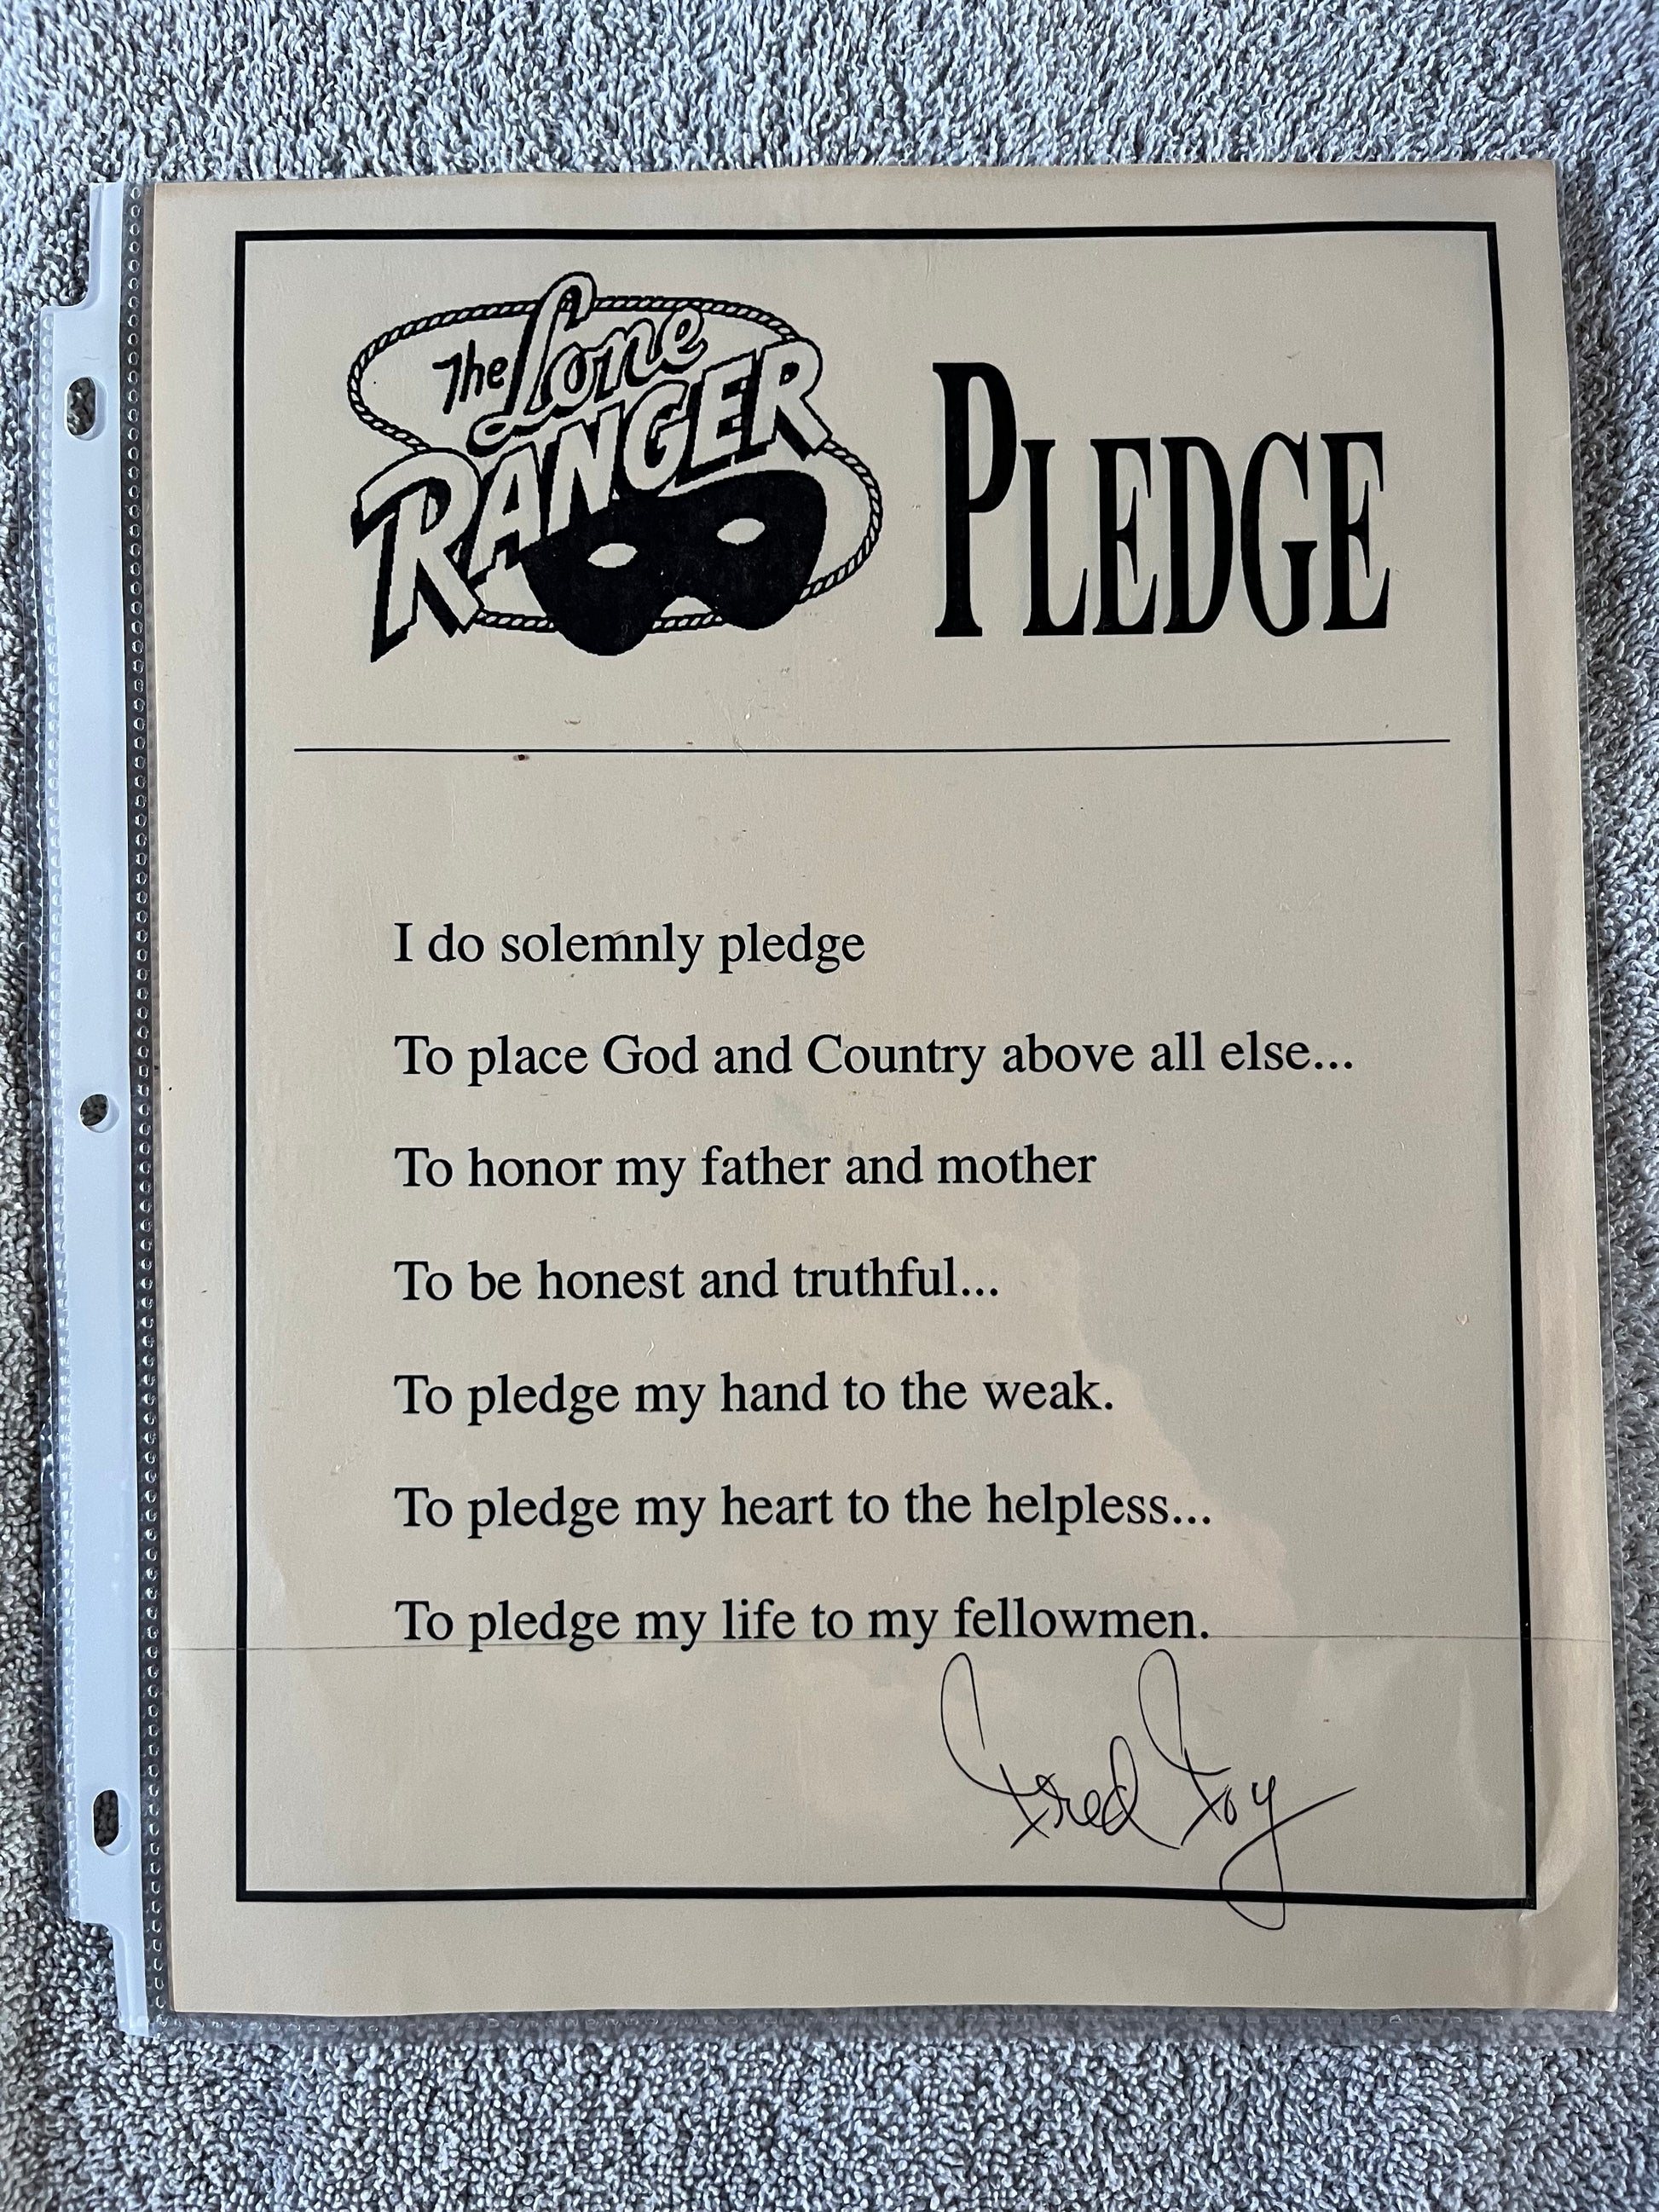 The Lone
RANGER
PLEDGE
I do solemnly pledge
To place God and Country above all else...
To honor my father and mother
To be honest and truthful...
To pledge my hand to the weak.
To pledge my heart to the helpless...
To pledge my life to my fellowmen.
Fred Foy